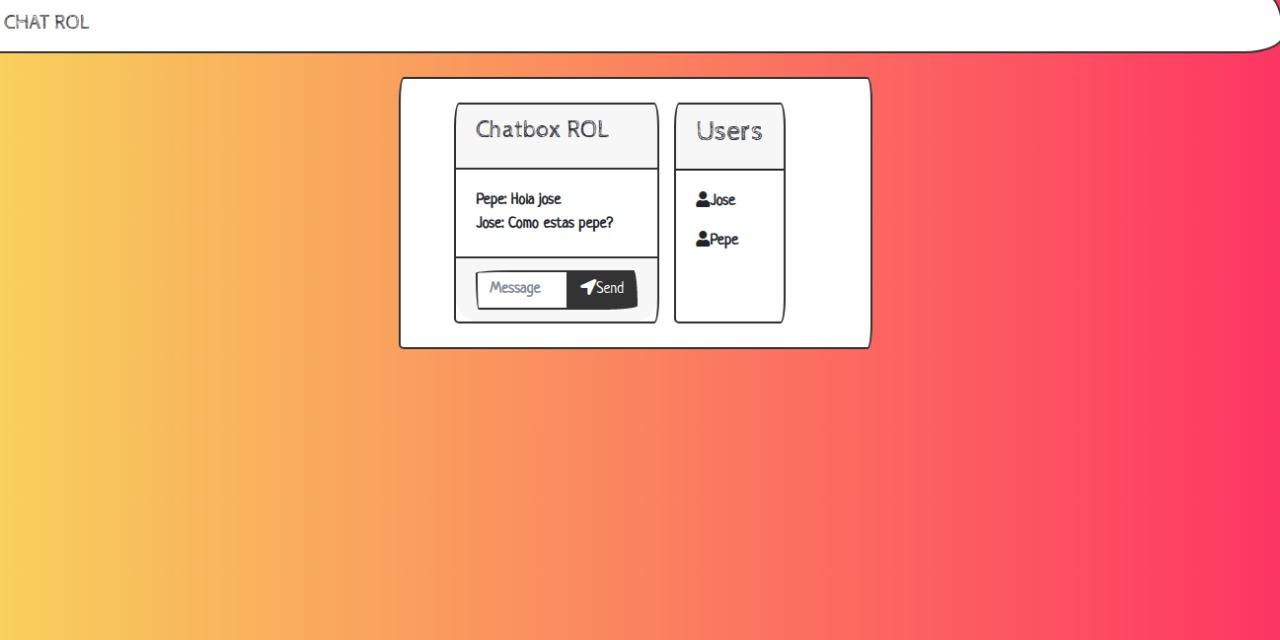 CHAT ROL
Chatbox ROL
Pepe: Hola jose
Jose: Como estas pepe?
Message
Send
Users
Jose
Pepe